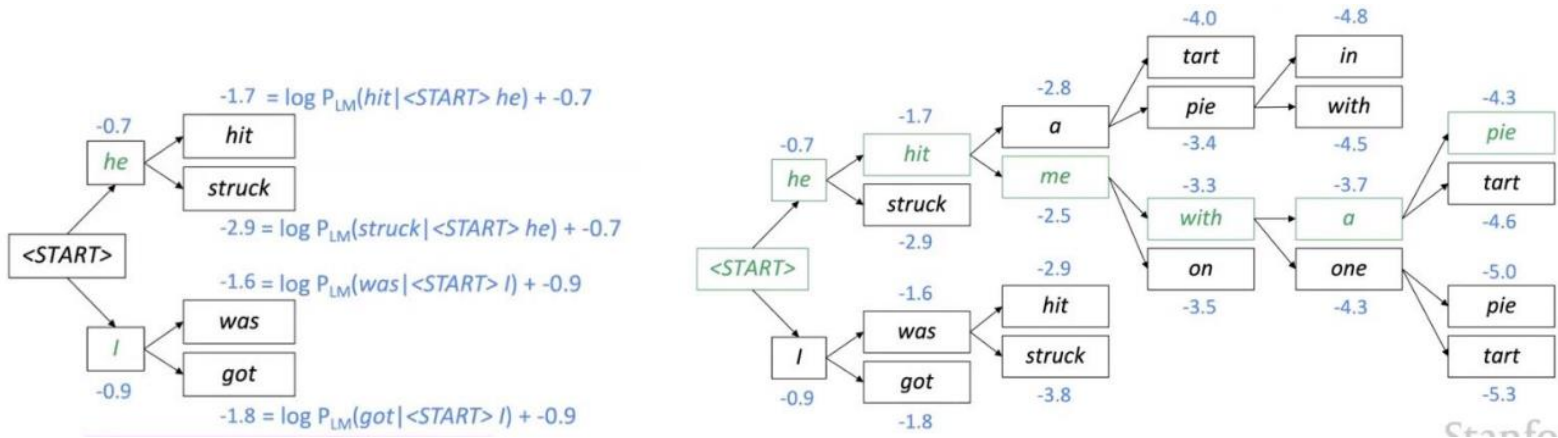 -1.7 = log P_LM(hit|<START> he) + -0.7
-0.7
hit
he
struck
-2.9 = log P_LM(struck|<START> he) + -0.7
<START>
-1.6 = log P_LM(was|<START> I) + -0.9
was
I
got
-0.9
-1.8 = log P_LM(got|<START> I) + -0.9
-0.7
he
<START>
I
-0.9
-1.7
hit
struck
-2.9
-1.6
was
got
-1.8
-2.8
a
me
-2.5
-2.9
hit
struck
-3.8
-4.0
tart
pie
-3.4
-3.3
with
on
-3.5
-4.8
in
with
-4.5
-3.7
a
one
-4.3
-4.3
pie
tart
-4.6
-5.0
pie
tart
-5.3